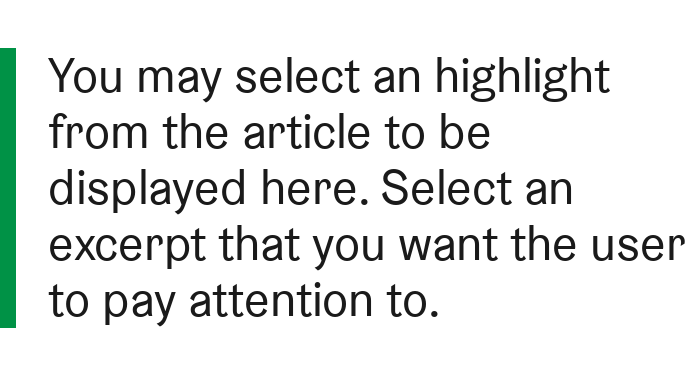 You may select an highlight
from the article to be
displayed here. Select an
excerpt that you want the user
to pay attention to.